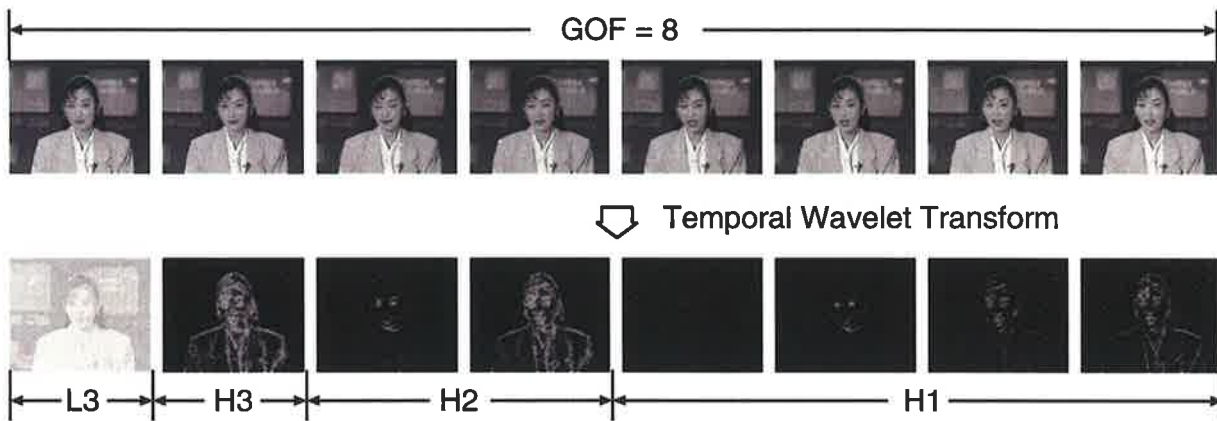 GOF = 8
Temporal Wavelet Transform
L3 H3 H2 H1